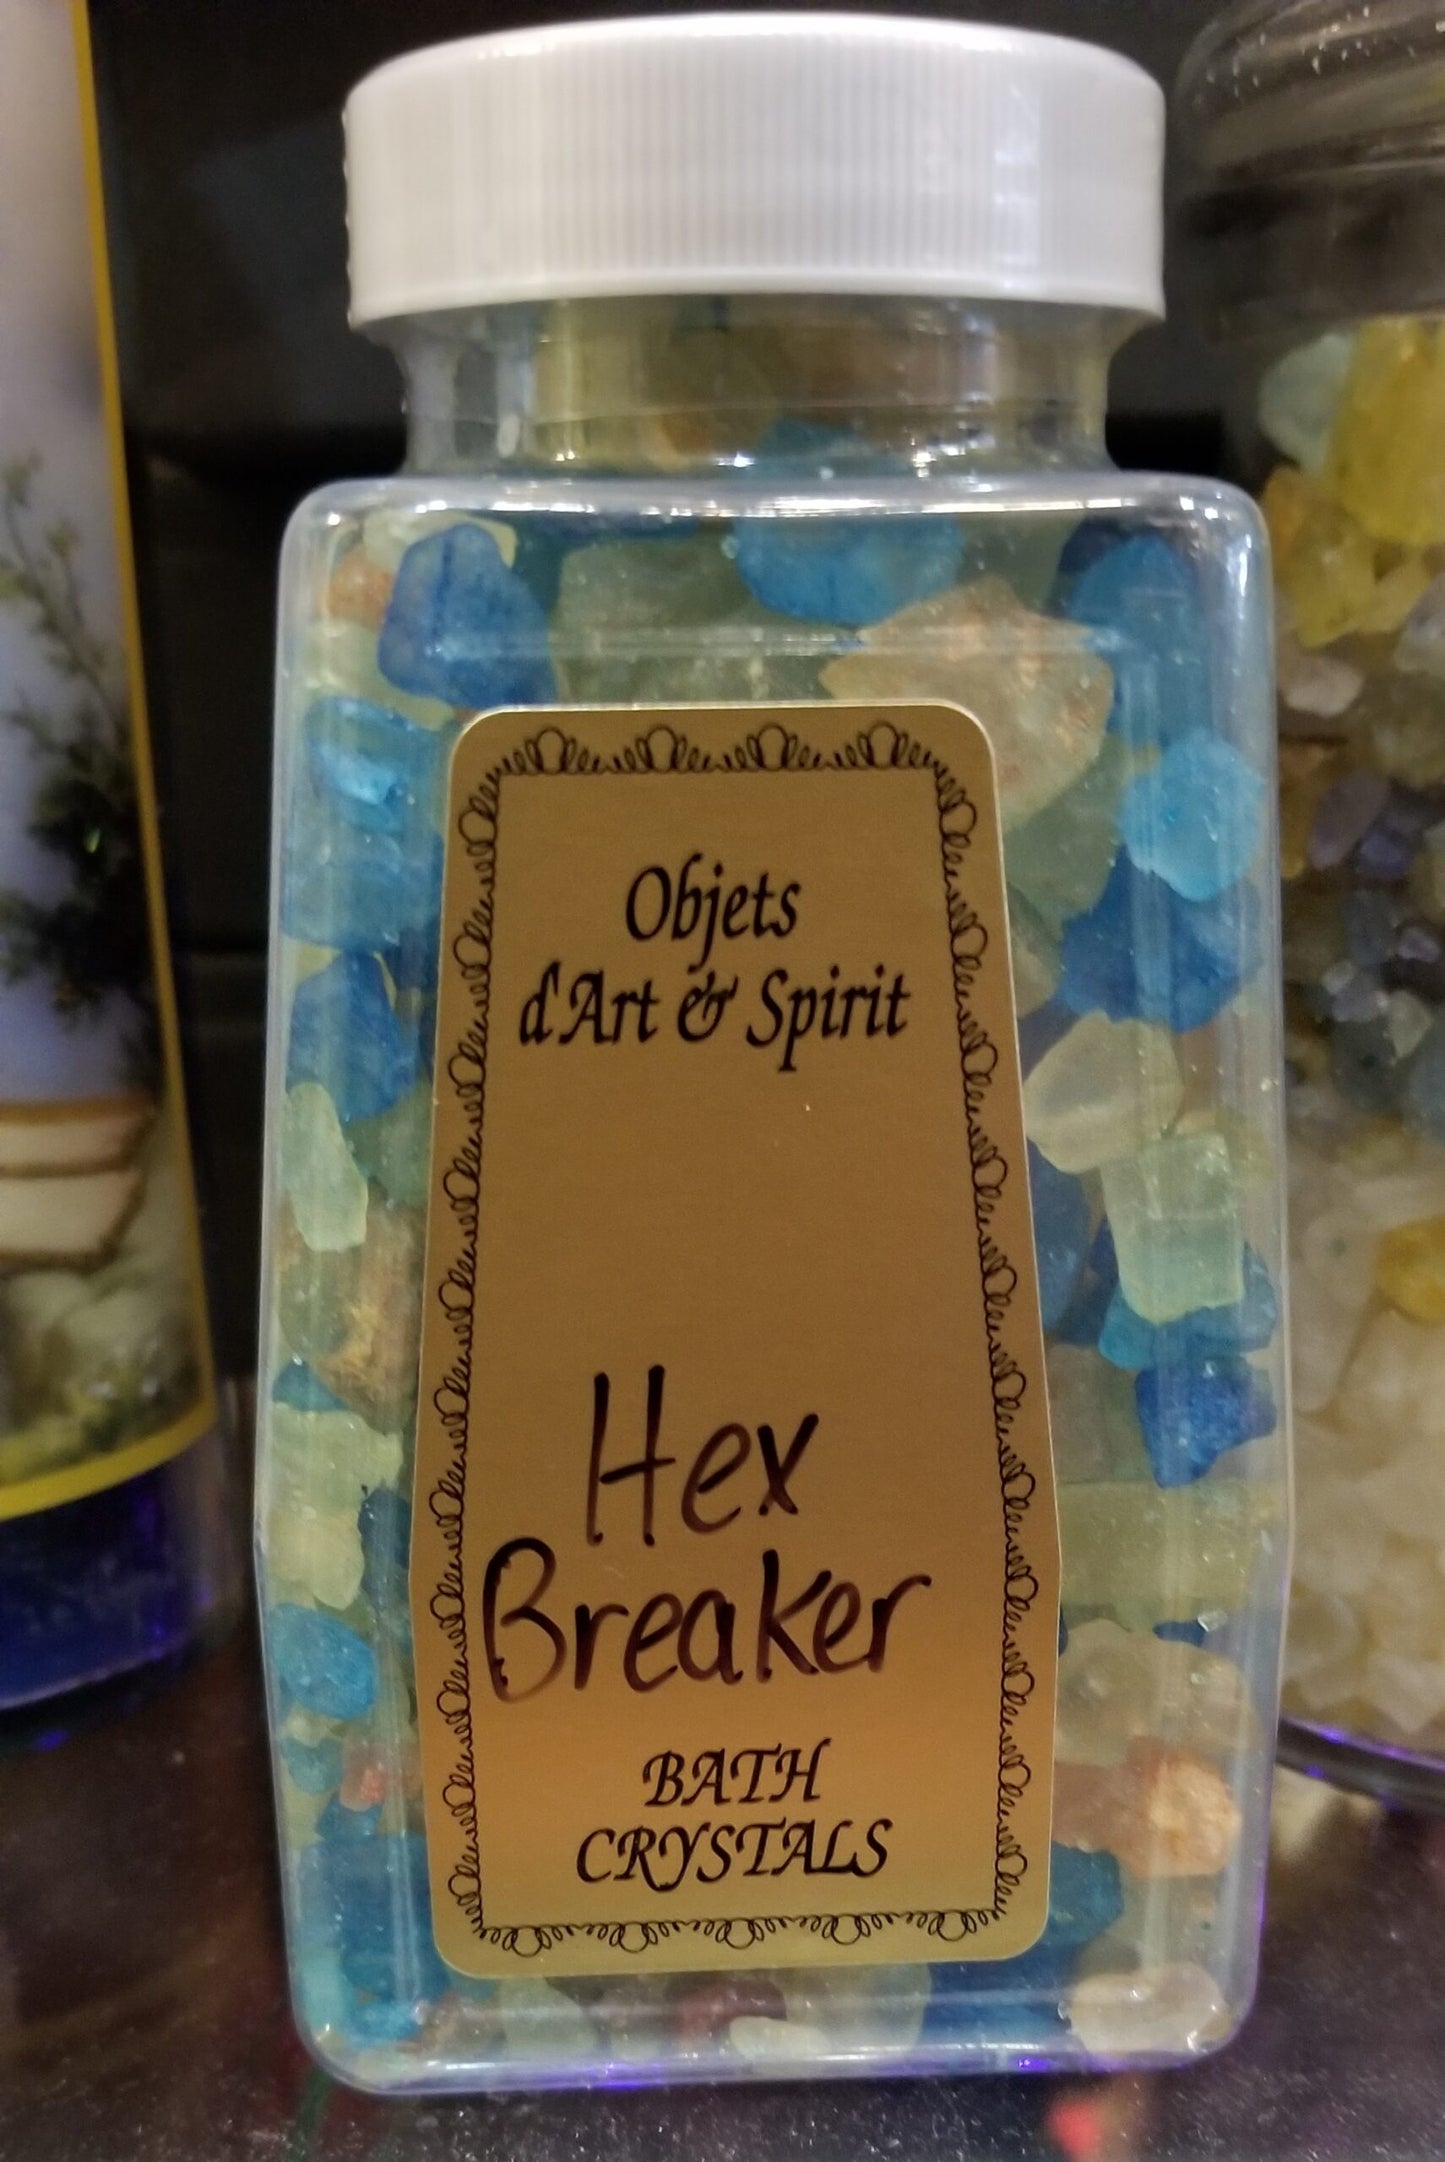 Objets
d'Art & Spirit
Hex
Breaker
BATH
CRYSTALS